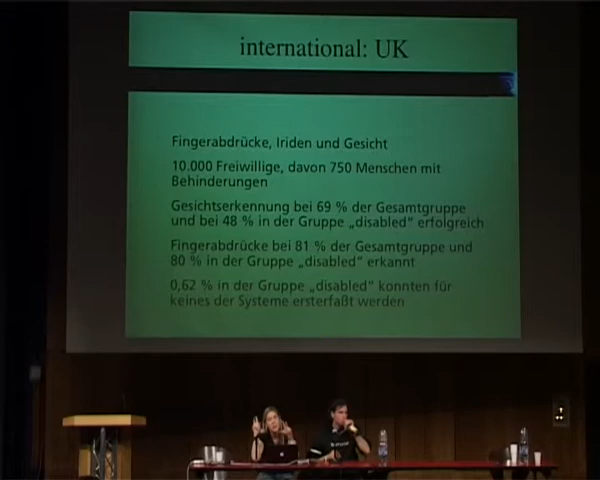 international: UK
Fingerabdrücke, Iriden und Gesicht
10.000 Freiwillige, davon 750 Menschen mit
Behinderungen
Gesichtserkennung bei 69 % der Gesamtgruppe
und bei 48 % in der Gruppe „disabled“ erfolgreich
Fingerabdrücke bei 81 % der Gesamtgruppe und
80 % in der Gruppe „disabled“ erkannt
0,62 % in der Gruppe „disabled“ konnten für
keines der Systeme ersterfaßt werden